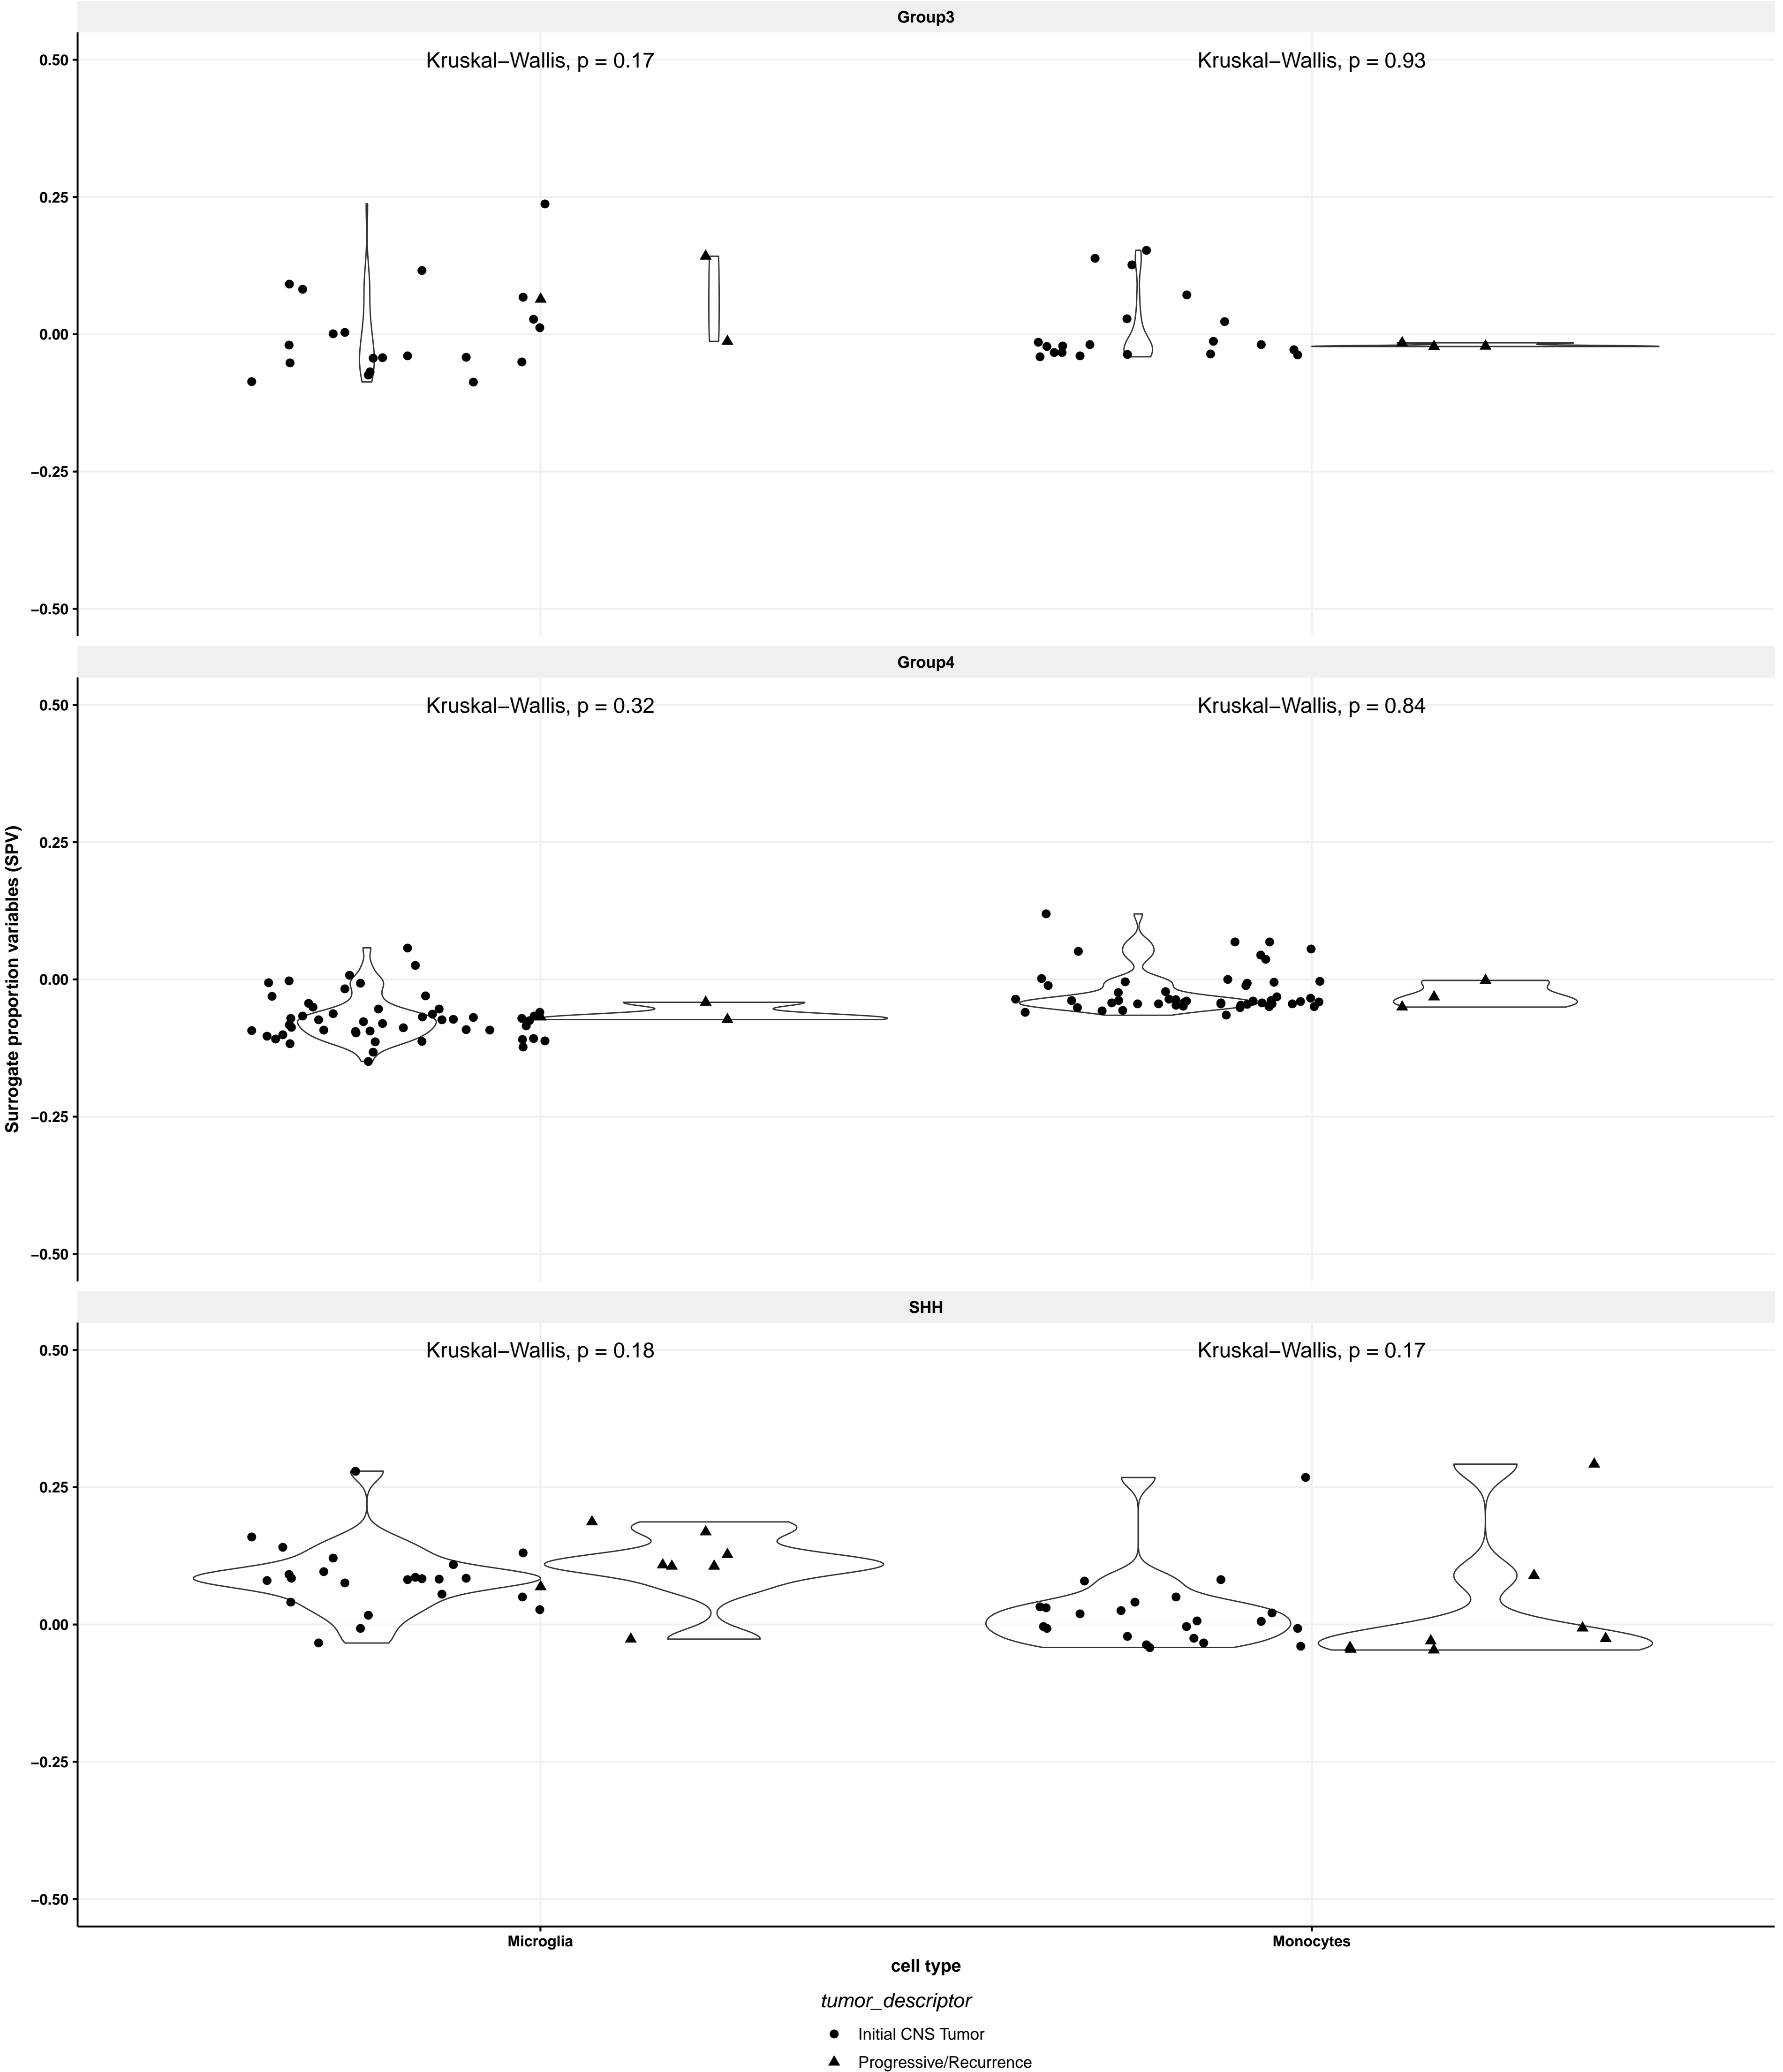 Group3
Kruskal−Wallis, p = 0.17 Kruskal−Wallis, p = 0.93
0.50
0.25
0.00
−0.25
−0.50
Group4
Kruskal−Wallis, p = 0.32 Kruskal−Wallis, p = 0.84
0.50
0.25
0.00
−0.25
−0.50
Surrogate proportion variables (SPV)
SHH
Kruskal−Wallis, p = 0.18 Kruskal−Wallis, p = 0.17
0.50
0.25
0.00
−0.25
−0.50
Microglia Monocytes
cell type
tumor_descriptor
Initial CNS Tumor
Progressive/Recurrence